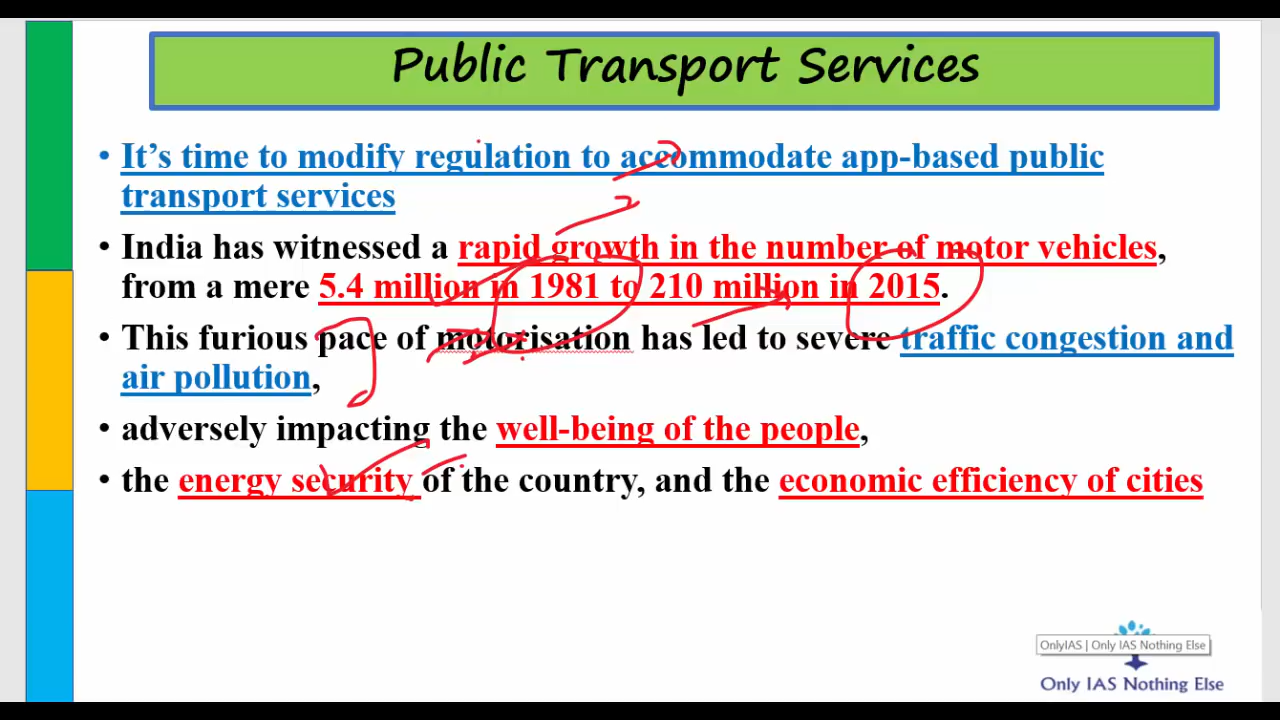 Public Transport Services
• It's time to modify regulation to accommodate app-based public
transport services
• India has witnessed a rapid growth in the number of motor vehicles,
from a mere 5.4 million in 1981 to 210 million in 2015.
• This furious pace of motorisation has led to severe traffic congestion and
air pollution,
• adversely impacting the well-being of the people,
• the energy security of the country, and the economic efficiency of cities
OnlyIAS | Only IAS Nothing Else
Only IAS Nothing Else